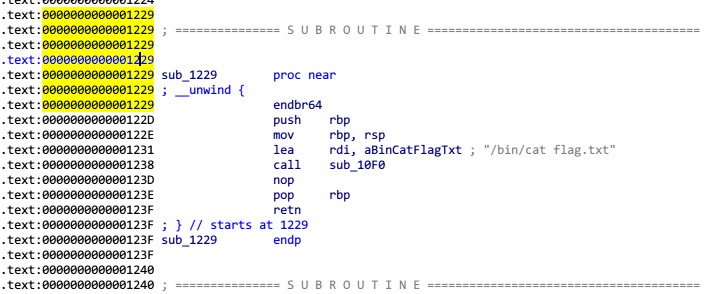 .text:0000000000001224
.text:0000000000001229
.text:0000000000001229 ; =============== S U B R O U T I N E =======================================
.text:0000000000001229
.text:0000000000001229
.text:0000000000001229 sub_1229 proc near
.text:0000000000001229 ; __unwind {
.text:0000000000001229 endbr64
.text:000000000000122D push rbp
.text:000000000000122E mov rbp, rsp
.text:0000000000001231 lea rdi, aBinCatFlagTxt ; "/bin/cat flag.txt"
.text:0000000000001238 call sub_10F0
.text:000000000000123D nop
.text:000000000000123E pop rbp
.text:000000000000123F retn
.text:000000000000123F ; } // starts at 1229
.text:000000000000123F sub_1229 endp
.text:000000000000123F
.text:0000000000001240
.text:0000000000001240 ; =============== S U B R O U T I N E =======================================